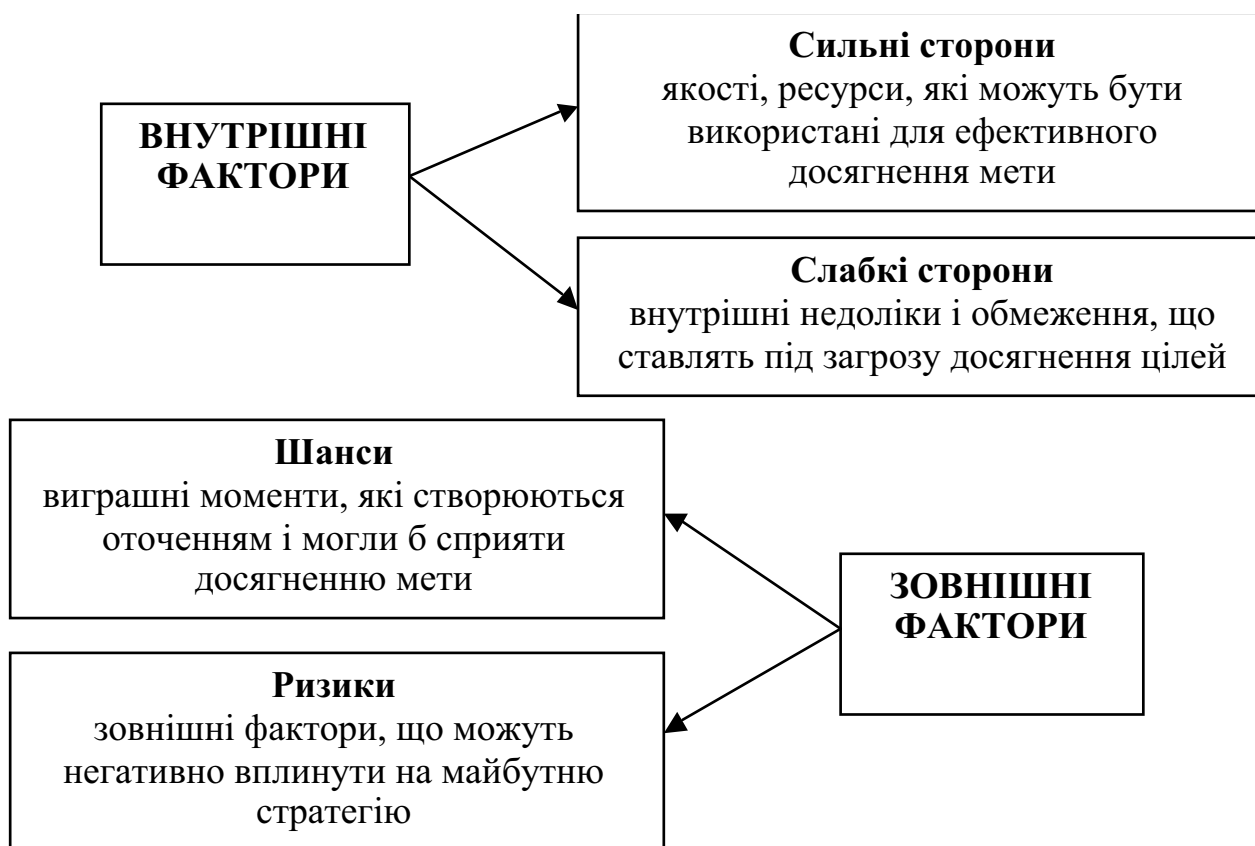 ВНУТРІШНІ
ФАКТОРИ
Сильні сторони
якості, ресурси, які можуть бути
використані для ефективного
досягнення мети
Слабкі сторони
внутрішні недоліки і обмеження, що
ставлять під загрозу досягнення цілей
Шанси
виграшні моменти, які створюються
оточенням і могли б сприяти
досягненню мети
ЗОВНІШНІ
ФАКТОРИ
Ризики
зовнішні фактори, що можуть
негативно вплинути на майбутню
стратегію